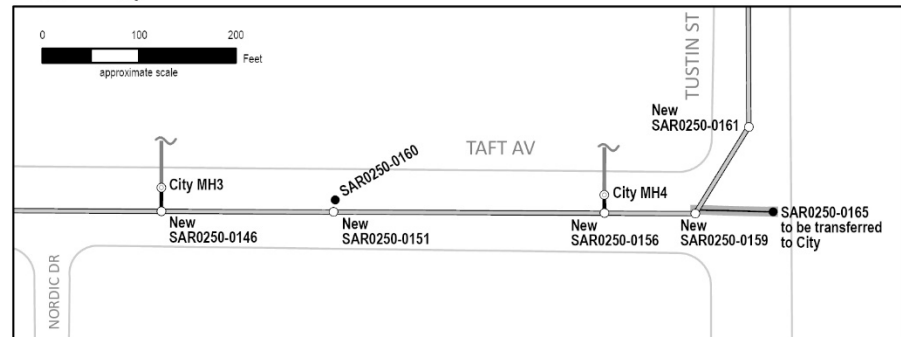 0 100 200
Feet
approximate scale
TUSTIN ST
New
SAR0250-0161
TAFT AV
SAR0250-0160
City MH3
City MH4
New
SAR0250-0146
New
SAR0250-0151
New
SAR0250-0156
New
SAR0250-0159
SAR0250-0165
to be transferred
to City
NORDIC DR